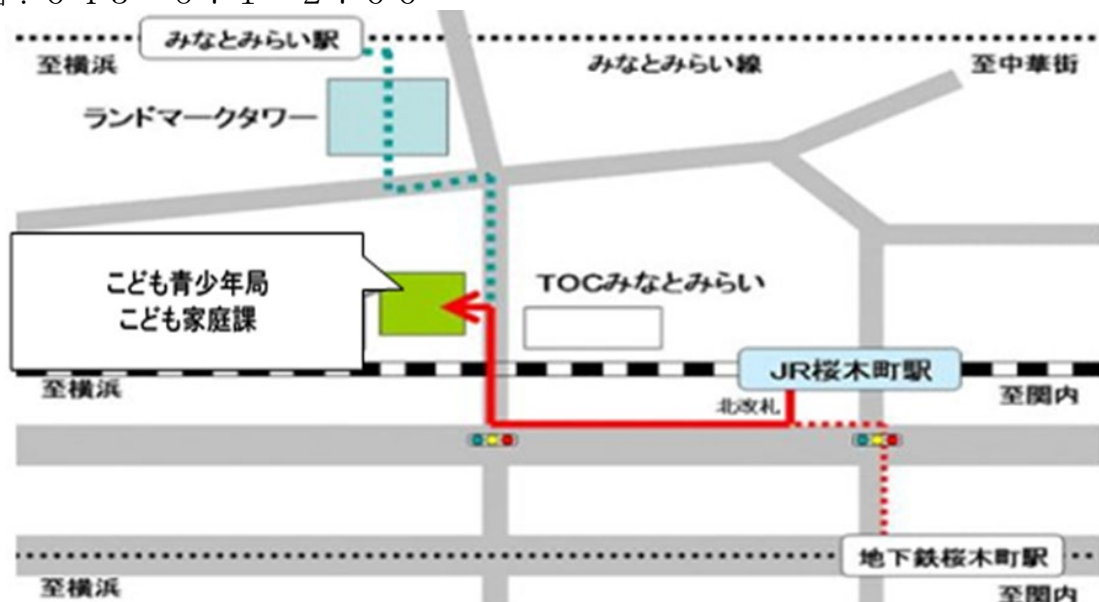 みなとみらい駅
至横浜
みなとみらい線
至中華街
ランドマークタワー
こども青少年局
こども家庭課
TOCみなとみらい
JR桜木町駅
至横浜
北改札
至関内
地下鉄桜木町駅
至横浜
至関内